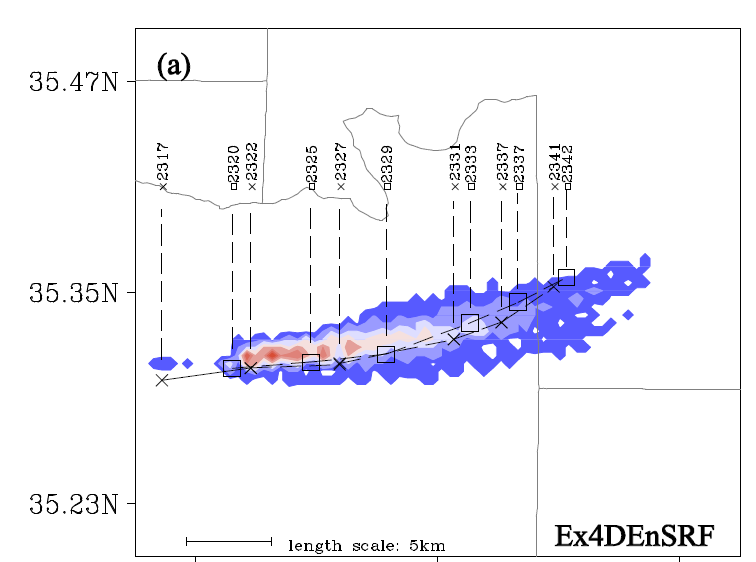 (a)
35.47N
×2317
□2320
×2322
□2325
×2327
□2329
×2331
□2333
×2337
□2337
×2341
□2342
35.35N
35.23N
length scale: 5km
Ex4DEnSRF